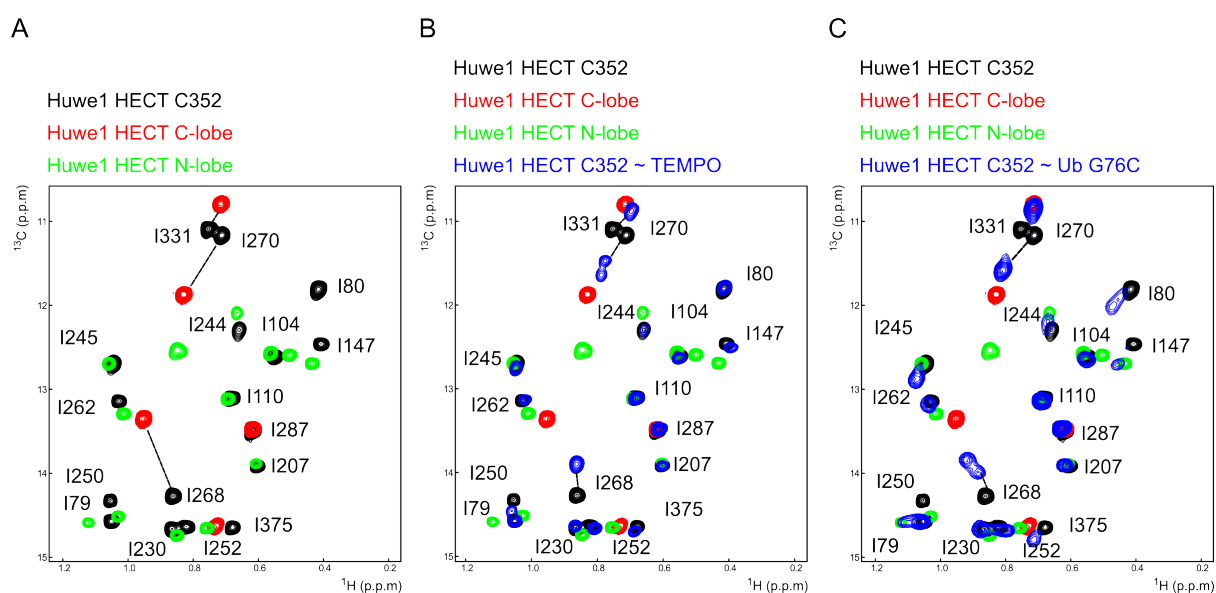 A
Huwe1 HECT C352
Huwe1 HECT C-lobe
Huwe1 HECT N-lobe
11
12
13
14
15
¹³C (p.p.m)
1.2
1.0
0.8
0.6
0.4
0.2
¹H (p.p.m)
I331
I270
I80
I244
I104
I147
I245
I262
I110
I287
I207
I250
I79
I268
I375
I230
I252
B
Huwe1 HECT C352
Huwe1 HECT C-lobe
Huwe1 HECT N-lobe
Huwe1 HECT C352 ~ TEMPO
11
12
13
14
15
¹³C (p.p.m)
1.2
1.0
0.8
0.6
0.4
0.2
¹H (p.p.m)
I331
I270
I80
I244
I104
I147
I245
I262
I110
I287
I207
I250
I79
I268
I375
I230
I252
C
Huwe1 HECT C352
Huwe1 HECT C-lobe
Huwe1 HECT N-lobe
Huwe1 HECT C352 ~ Ub G76C
11
12
13
14
15
¹³C (p.p.m)
1.2
1.0
0.8
0.6
0.4
0.2
¹H (p.p.m)
I331
I270
I80
I244
I104
I147
I245
I262
I110
I287
I207
I250
I268
I375
I79
I230
I252